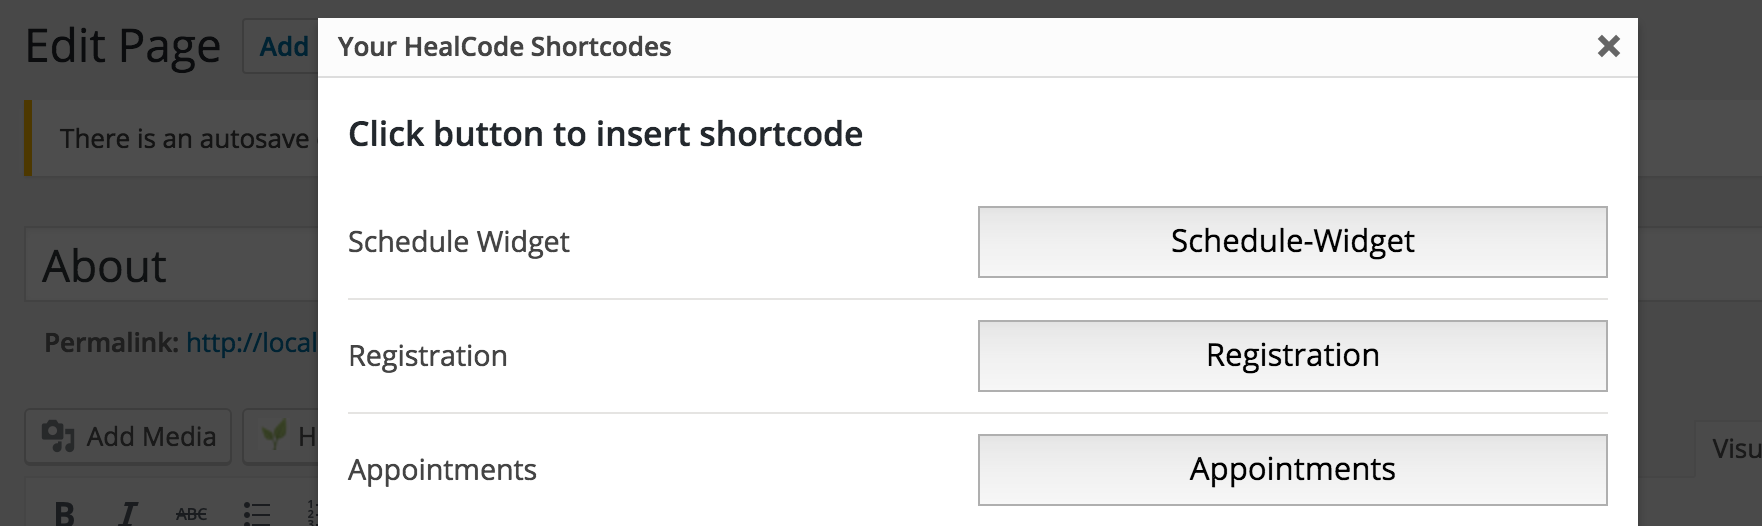 Edit Page
Add
Your HealCode Shortcodes
There is an autosave
Click button to insert shortcode
Schedule Widget
Schedule-Widget
About
Permalink: http://local
Registration
Registration
Add Media
H
Visu
Appointments
Appointments
B I ABC